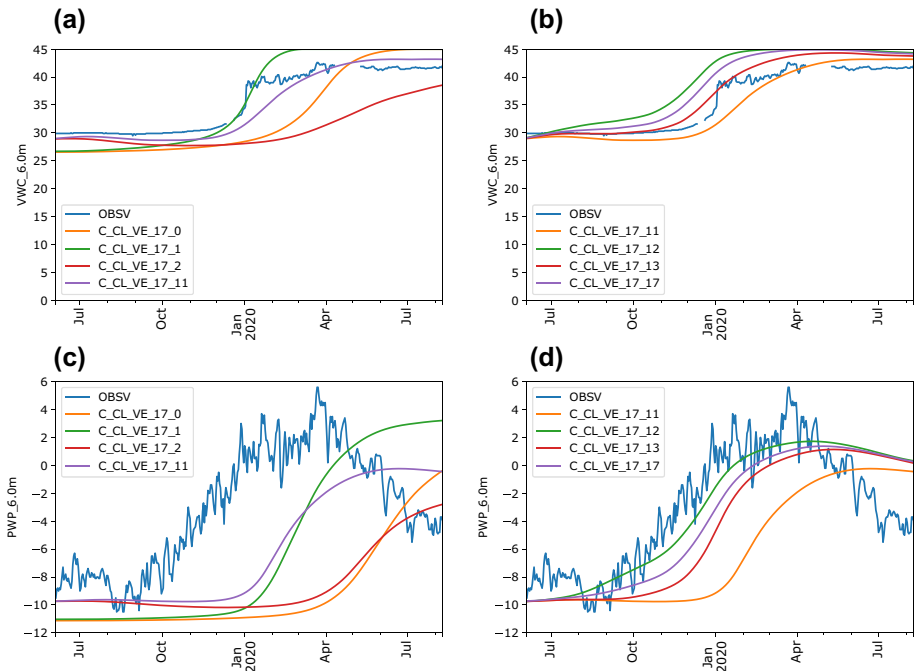 (a)
(b)
45
40
35
30
25
20
15
10
5
0
VWC_6.0m
OBSV
C_CL_VE_17_0
C_CL_VE_17_1
C_CL_VE_17_2
C_CL_VE_17_11
Jul
Oct
Jan
2020
Apr
Jul
45
40
35
30
25
20
15
10
5
0
VWC_6.0m
OBSV
C_CL_VE_17_11
C_CL_VE_17_12
C_CL_VE_17_13
C_CL_VE_17_17
Jul
Oct
Jan
2020
Apr
Jul
(c)
(d)
6
4
2
0
−2
−4
−6
−8
−10
−12
PWP_6.0m
OBSV
C_CL_VE_17_0
C_CL_VE_17_1
C_CL_VE_17_2
C_CL_VE_17_11
Jul
Oct
Jan
2020
Apr
Jul
6
4
2
0
−2
−4
−6
−8
−10
−12
PWP_6.0m
OBSV
C_CL_VE_17_11
C_CL_VE_17_12
C_CL_VE_17_13
C_CL_VE_17_17
Jul
Oct
Jan
2020
Apr
Jul